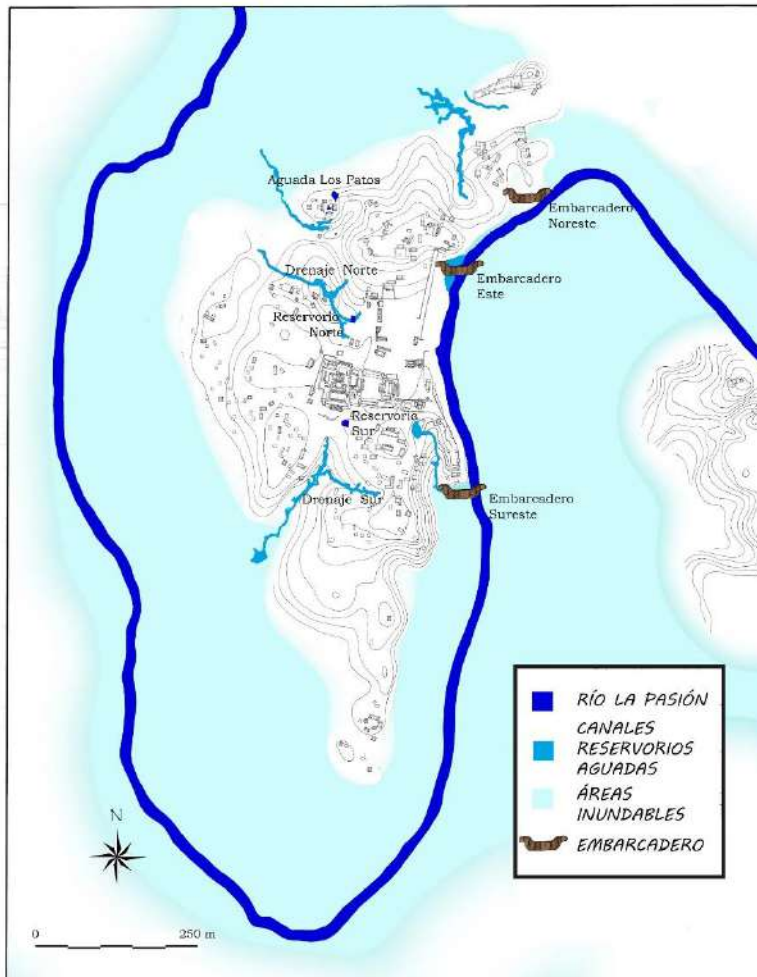 Aguada Los Patos
Embarcadero
Noreste
Drenaje Norte
Embarcadero
Este
Reservorio
Norte
Reservorio
Sur
Drenaje Sur
Embarcadero
Sureste
RÍO LA PASIÓN
CANALES
RESERVORIOS
AGUADAS
ÁREAS
INUNDABLES
EMBARCADERO
N
0 250 m